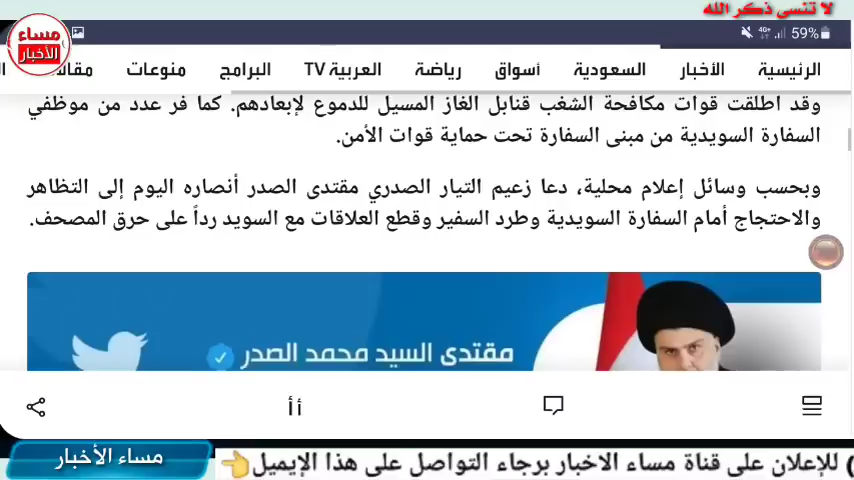 لا تنسى ذكر الله
مساء
الأخبار
4G+ 59%
الرئيسية الأخبار السعودية أسواق رياضة العربية TV البرامج منوعات
وقد اطلقت قوات مكافحة الشغب قنابل الغاز المسيل للدموع لإبعادهم. كما فر عدد من موظفي
السفارة السويدية من مبنى السفارة تحت حماية قوات الأمن.
وبحسب وسائل إعلام محلية، دعا زعيم التيار الصدري مقتدى الصدر أنصاره اليوم إلى التظاهر
والاحتجاج أمام السفارة السويدية وطرد السفير وقطع العلاقات مع السويد رداً على حرق المصحف.
مقتدى السيد محمد الصدر
أأ
مساء الأخبار
) للإعلان على قناة مساء الاخبار برجاء التواصل على هذا الإيميل👈